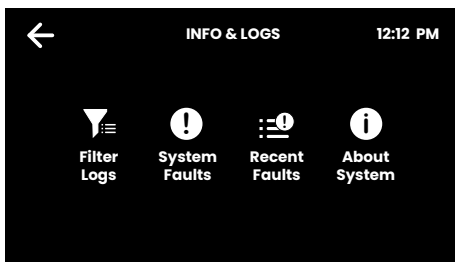 INFO & LOGS 12:12 PM
Filter System Recent About
Logs Faults Faults System